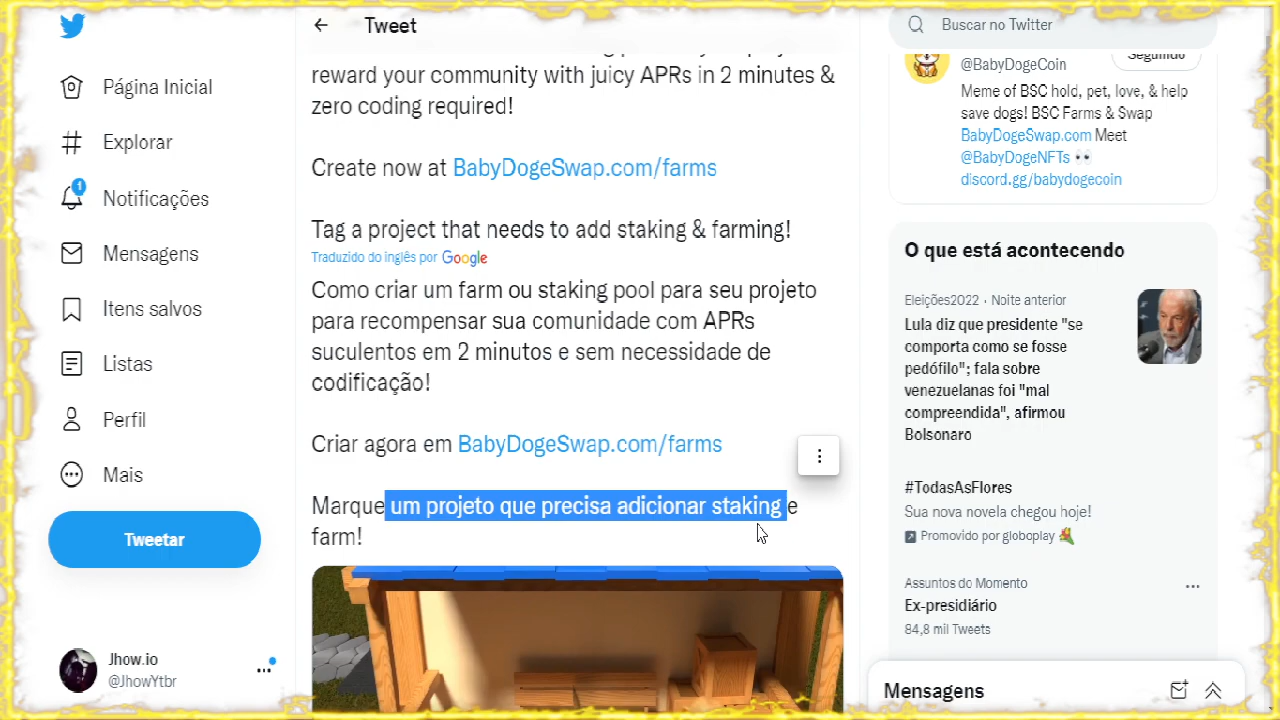 Página Inicial
Explorar
1
Notificações
Mensagens
Itens salvos
Listas
Perfil
Mais
Tweetar
Jhow.io
@JhowYtbr
Tweet
reward your community with juicy APRs in 2 minutes &
zero coding required!
Create now at BabyDogeSwap.com/farms
Tag a project that needs to add staking & farming!
Traduzido do inglês por Google
Como criar um farm ou staking pool para seu projeto
para recompensar sua comunidade com APRs
suculentos em 2 minutos e sem necessidade de
codificação!
Criar agora em BabyDogeSwap.com/farms
Marque um projeto que precisa adicionar staking e
farm!
Buscar no Twitter
@BabyDogeCoin
Seguindo
Meme of BSC hold, pet, love, & help
save dogs! BSC Farms & Swap
BabyDogeSwap.com Meet
@BabyDogeNFTs 👀
discord.gg/babydogecoin
O que está acontecendo
Eleições2022 · Noite anterior
Lula diz que presidente "se
comporta como se fosse
pedófilo"; fala sobre
venezuelanas foi "mal
compreendida", afirmou
Bolsonaro
#TodasAsFlores
Sua nova novela chegou hoje!
Promovido por globoplay
Assuntos do Momento
Ex-presidiário
84,8 mil Tweets
Mensagens